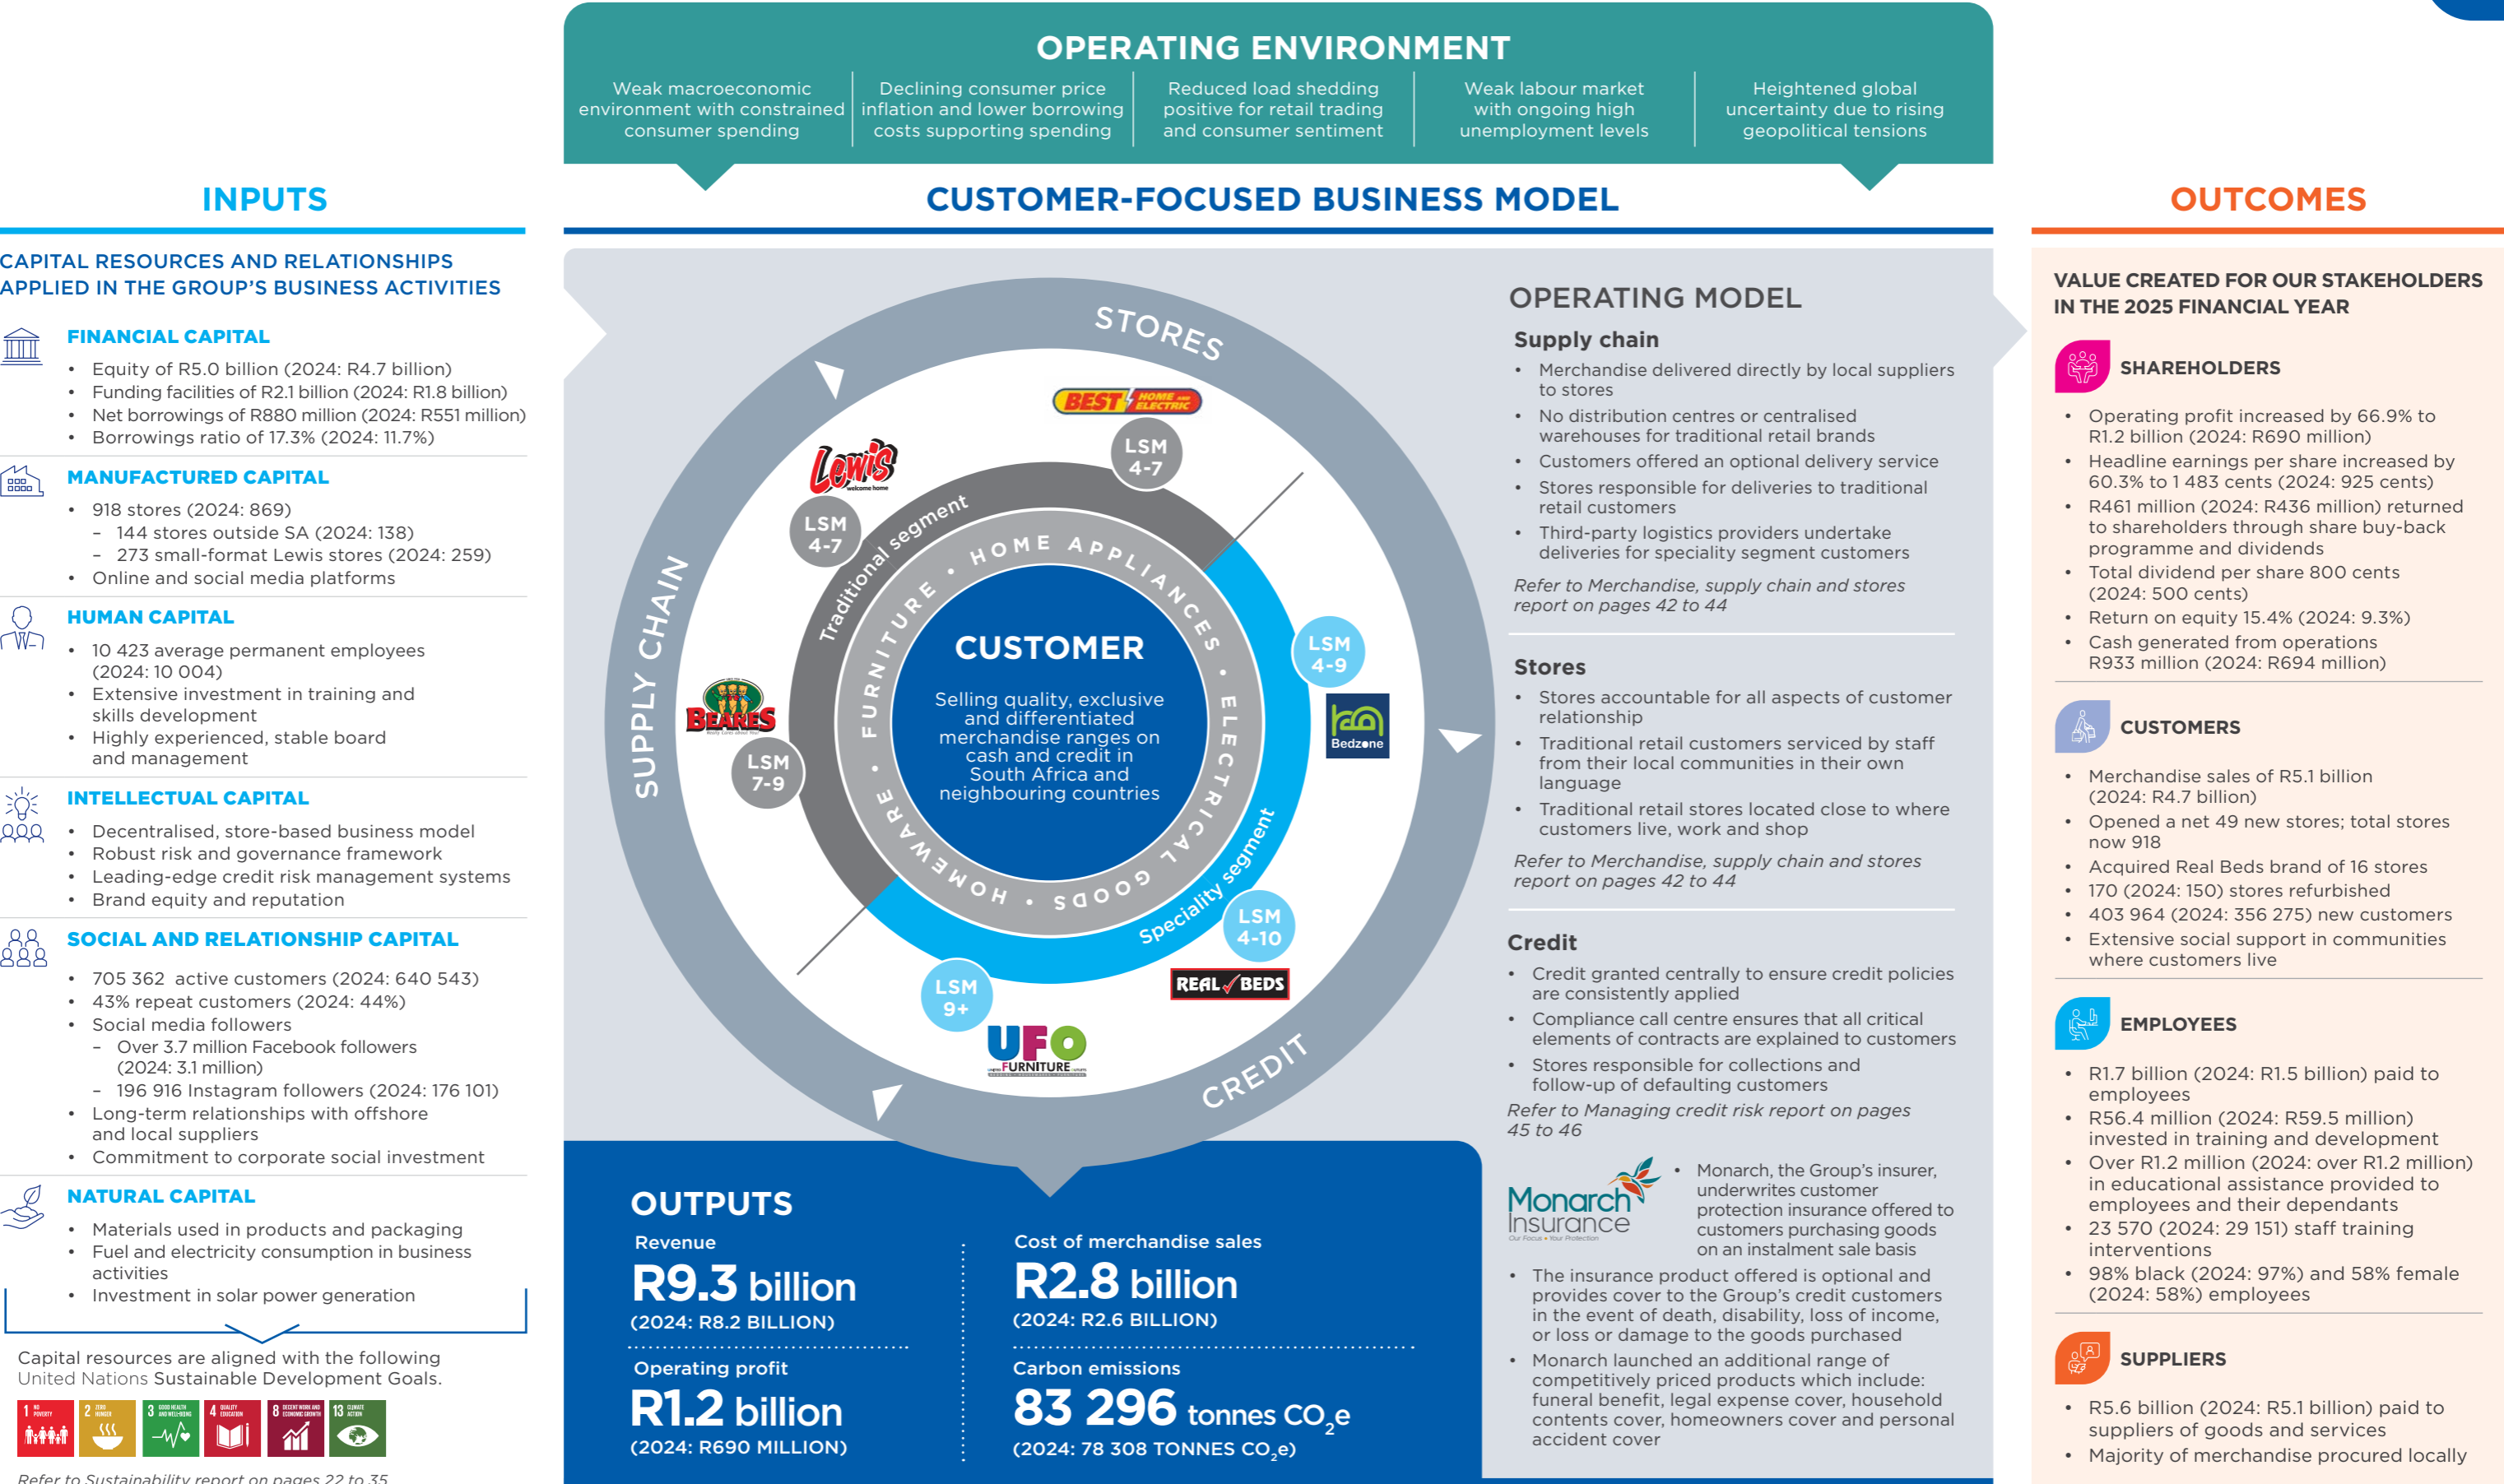 OPERATING ENVIRONMENT
Weak macroeconomic
environment with constrained
consumer spending
Declining consumer price
inflation and lower borrowing
costs supporting spending
Reduced load shedding
positive for retail trading
and consumer sentiment
Weak labour market
with ongoing high
unemployment levels
Heightened global
uncertainty due to rising
geopolitical tensions
INPUTS
CAPITAL RESOURCES AND RELATIONSHIPS
APPLIED IN THE GROUP'S BUSINESS ACTIVITIES
FINANCIAL CAPITAL
• Equity of R5.0 billion (2024: R4.7 billion)
• Funding facilities of R2.1 billion (2024: R1.8 billion)
• Net borrowings of R880 million (2024: R551 million)
• Borrowings ratio of 17.3% (2024: 11.7%)
MANUFACTURED CAPITAL
• 918 stores (2024: 869)
– 144 stores outside SA (2024: 138)
– 273 small-format Lewis stores (2024: 259)
• Online and social media platforms
HUMAN CAPITAL
• 10 423 average permanent employees
(2024: 10 004)
• Extensive investment in training and
skills development
• Highly experienced, stable board
and management
INTELLECTUAL CAPITAL
• Decentralised, store-based business model
• Robust risk and governance framework
• Leading-edge credit risk management systems
• Brand equity and reputation
SOCIAL AND RELATIONSHIP CAPITAL
• 705 362 active customers (2024: 640 543)
• 43% repeat customers (2024: 44%)
• Social media followers
– Over 3.7 million Facebook followers
(2024: 3.1 million)
– 196 916 Instagram followers (2024: 176 101)
• Long-term relationships with offshore
and local suppliers
• Commitment to corporate social investment
NATURAL CAPITAL
• Materials used in products and packaging
• Fuel and electricity consumption in business
activities
• Investment in solar power generation
Capital resources are aligned with the following
United Nations Sustainable Development Goals.
1 NO POVERTY
2 ZERO HUNGER
3 GOOD HEALTH AND WELL-BEING
4 QUALITY EDUCATION
8 DECENT WORK AND ECONOMIC GROWTH
13 CLIMATE ACTION
Refer to Sustainability report on pages 22 to 35
CUSTOMER-FOCUSED BUSINESS MODEL
STORES
SUPPLY CHAIN
CREDIT
BEST HOME AND ELECTRIC
LSM
4-7
Lewis
welcome home
LSM
4-7
BEARES
LSM
7-9
Traditional segment
FURNITURE • HOME APPLIANCES • ELECTRICAL GOODS • HOMEWARE •
CUSTOMER
Selling quality, exclusive
and differentiated
merchandise ranges on
cash and credit in
South Africa and
neighbouring countries
LSM
4-9
Bedzone
Speciality segment
LSM
4-10
REAL BEDS
LSM
9+
UFO
FURNITURE
OPERATING MODEL
Supply chain
• Merchandise delivered directly by local suppliers
to stores
• No distribution centres or centralised
warehouses for traditional retail brands
• Customers offered an optional delivery service
• Stores responsible for deliveries to traditional
retail customers
• Third-party logistics providers undertake
deliveries for speciality segment customers
Refer to Merchandise, supply chain and stores
report on pages 42 to 44
Stores
• Stores accountable for all aspects of customer
relationship
• Traditional retail customers serviced by staff
from their local communities in their own
language
• Traditional retail stores located close to where
customers live, work and shop
Refer to Merchandise, supply chain and stores
report on pages 42 to 44
Credit
• Credit granted centrally to ensure credit policies
are consistently applied
• Compliance call centre ensures that all critical
elements of contracts are explained to customers
• Stores responsible for collections and
follow-up of defaulting customers
Refer to Managing credit risk report on pages
45 to 46
Monarch
Insurance
Our Focus • Your Protection
• Monarch, the Group's insurer,
underwrites customer
protection insurance offered to
customers purchasing goods
on an instalment sale basis
• The insurance product offered is optional and
provides cover to the Group's credit customers
in the event of death, disability, loss of income,
or loss or damage to the goods purchased
• Monarch launched an additional range of
competitively priced products which include:
funeral benefit, legal expense cover, household
contents cover, homeowners cover and personal
accident cover
OUTPUTS
Revenue
R9.3 billion
(2024: R8.2 BILLION)
Operating profit
R1.2 billion
(2024: R690 MILLION)
Cost of merchandise sales
R2.8 billion
(2024: R2.6 BILLION)
Carbon emissions
83 296 tonnes CO₂e
(2024: 78 308 TONNES CO₂e)
OUTCOMES
VALUE CREATED FOR OUR STAKEHOLDERS
IN THE 2025 FINANCIAL YEAR
SHAREHOLDERS
• Operating profit increased by 66.9% to
R1.2 billion (2024: R690 million)
• Headline earnings per share increased by
60.3% to 1 483 cents (2024: 925 cents)
• R461 million (2024: R436 million) returned
to shareholders through share buy-back
programme and dividends
• Total dividend per share 800 cents
(2024: 500 cents)
• Return on equity 15.4% (2024: 9.3%)
• Cash generated from operations
R933 million (2024: R694 million)
CUSTOMERS
• Merchandise sales of R5.1 billion
(2024: R4.7 billion)
• Opened a net 49 new stores; total stores
now 918
• Acquired Real Beds brand of 16 stores
• 170 (2024: 150) stores refurbished
• 403 964 (2024: 356 275) new customers
• Extensive social support in communities
where customers live
EMPLOYEES
• R1.7 billion (2024: R1.5 billion) paid to
employees
• R56.4 million (2024: R59.5 million)
invested in training and development
• Over R1.2 million (2024: over R1.2 million)
in educational assistance provided to
employees and their dependants
• 23 570 (2024: 29 151) staff training
interventions
• 98% black (2024: 97%) and 58% female
(2024: 58%) employees
SUPPLIERS
• R5.6 billion (2024: R5.1 billion) paid to
suppliers of goods and services
• Majority of merchandise procured locally